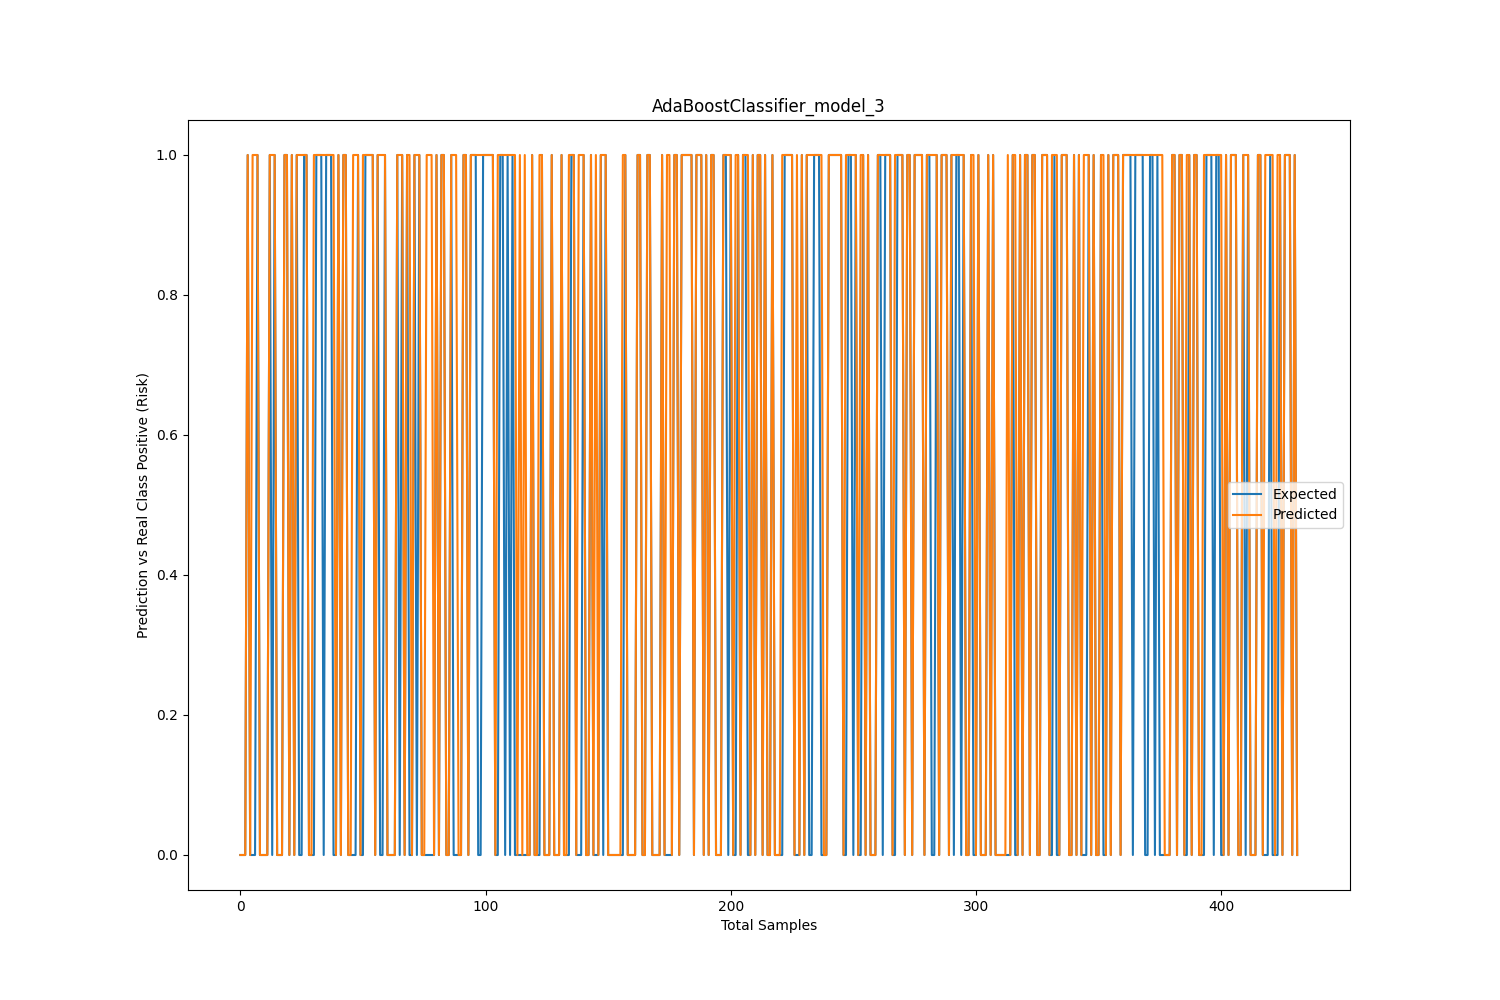 AdaBoostClassifier_model_3
Prediction vs Real Class Positive (Risk)
1.0
0.8
0.6
0.4
0.2
0.0
Expected
Predicted
0 100 200 300 400
Total Samples